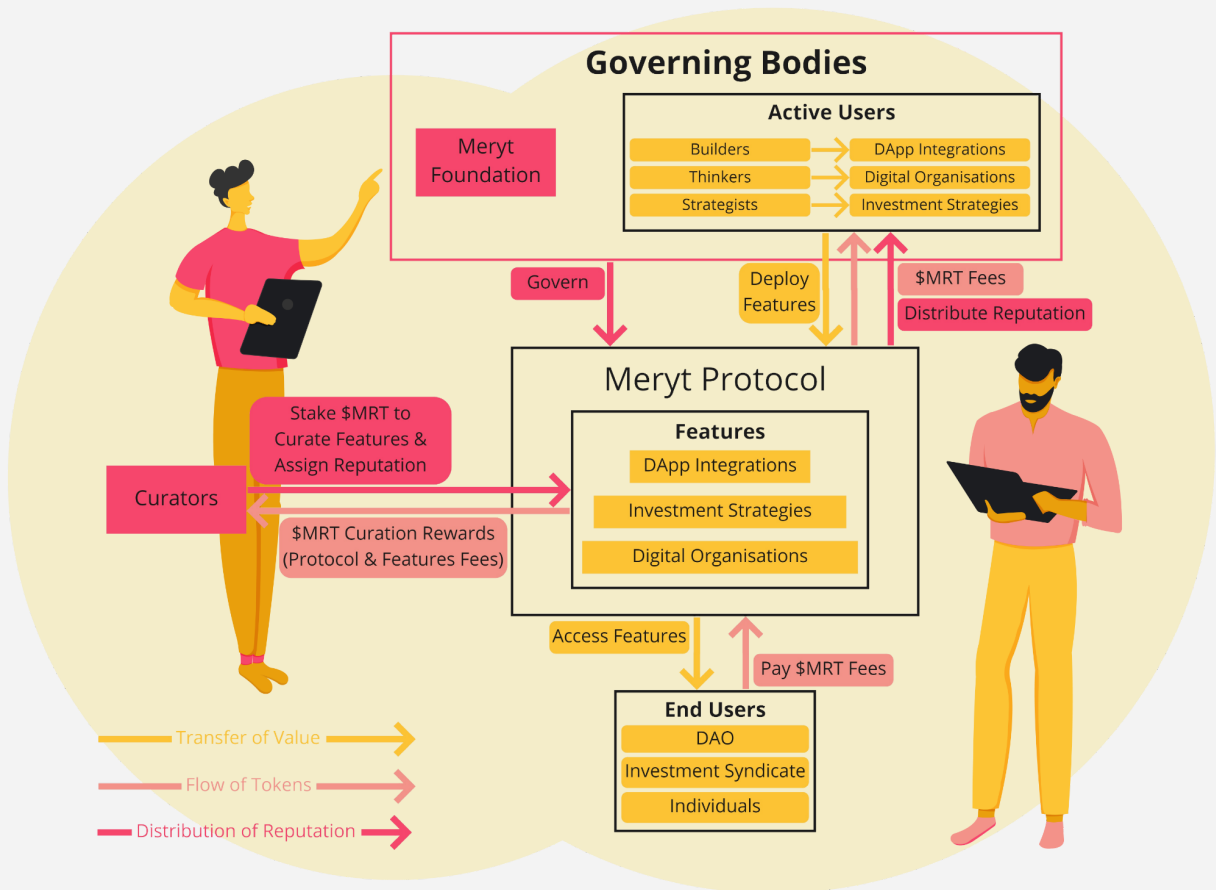 Governing Bodies
Meryt
Foundation
Active Users
Builders
DApp Integrations
Thinkers
Digital Organisations
Strategists
Investment Strategies
Govern
Deploy
Features
$MRT Fees
Distribute Reputation
Meryt Protocol
Features
DApp Integrations
Investment Strategies
Digital Organisations
Stake $MRT to
Curate Features &
Assign Reputation
Curators
$MRT Curation Rewards
(Protocol & Features Fees)
Access Features
Pay $MRT Fees
End Users
DAO
Investment Syndicate
Individuals
Transfer of Value
Flow of Tokens
Distribution of Reputation